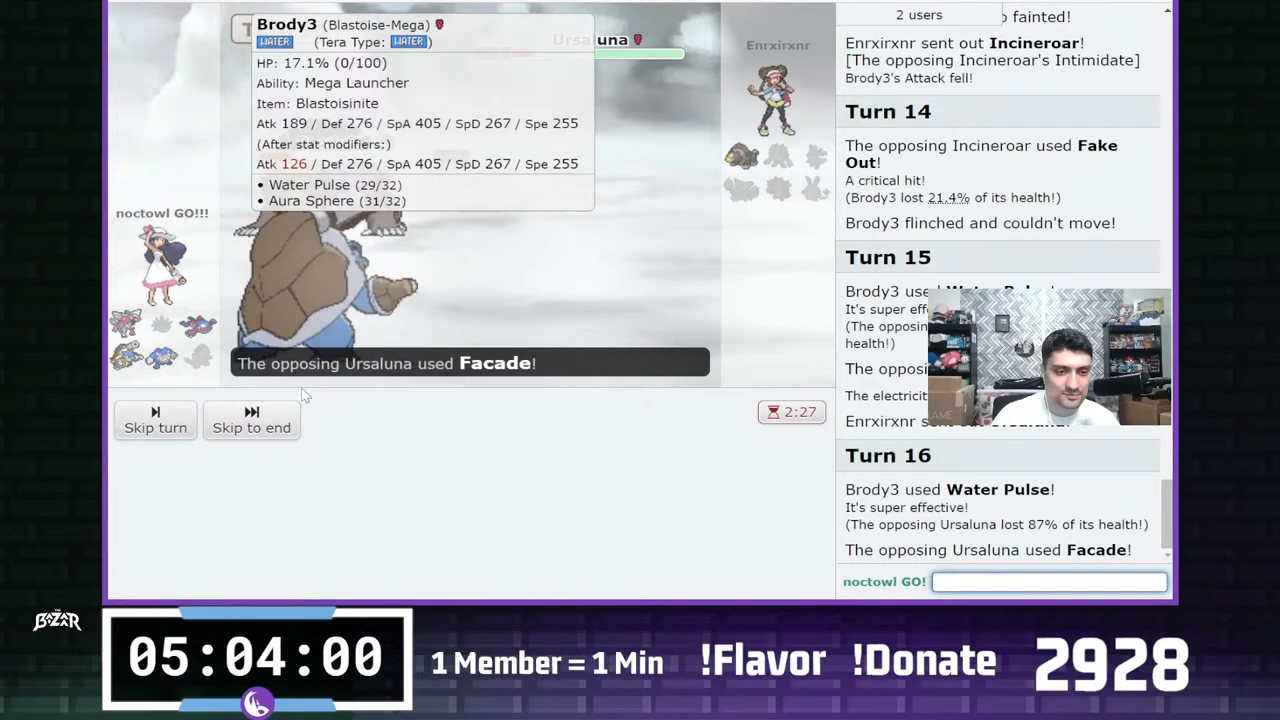 Brody3 (Blastoise-Mega)
WATER (Tera Type: WATER)
HP: 17.1% (0/100)
Ability: Mega Launcher
Item: Blastoisinite
Atk 189 / Def 276 / SpA 405 / SpD 267 / Spe 255
(After stat modifiers:)
Atk 126 / Def 276 / SpA 405 / SpD 267 / Spe 255
• Water Pulse (29/32)
• Aura Sphere (31/32)
Ursaluna
Enrxirxnr
noctowl GO!!!
The opposing Ursaluna used Facade!
Skip turn
Skip to end
2:27
2 users
fainted!
Enrxirxnr sent out Incineroar!
[The opposing Incineroar's Intimidate]
Brody3's Attack fell!
Turn 14
The opposing Incineroar used Fake
Out!
A critical hit!
(Brody3 lost 21.4% of its health!)
Brody3 flinched and couldn't move!
Turn 15
Brody3
It's super
health!)
The
The
Enrxirxnr
Turn 16
Brody3 used Water Pulse!
It's super effective!
(The opposing Ursaluna lost 87% of its health!)
The opposing Ursaluna used Facade!
noctowl GO!
THE BAZAR
05:04:00
1 Member = 1 Min
!Flavor
!Donate
2928